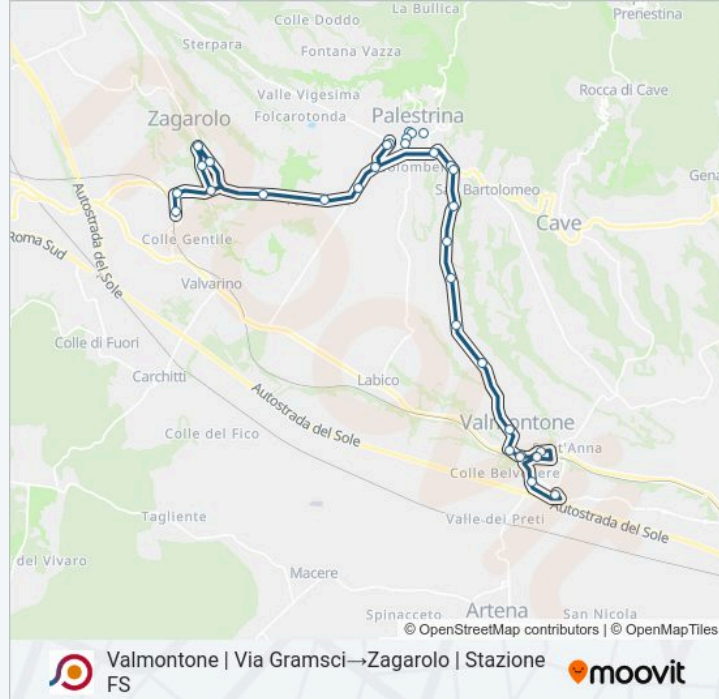 La Bullica
Colle Doddo
Prenestina
Sterpara
Fontana Vazza
Rocca di Cave
Valle Vigesima
Palestrina
Zagarolo
Folcarotonda
San Bartolomeo
Cave
Autostrada del Sole
Colle Gentile
Roma Sud
Valvarino
Colle di Fuori
Labico
Carchitti
Autostrada del Sole
Valmontone
Colle del Fico
Colle Belvedere
Autostrada del Sole
Tagliente
Valle dei Preti
del Vivaro
Macere
Artena
Spinaceto
San Nicola
© OpenStreetMap contributors | © OpenMapTiles
Valmontone | Via Gramsci→Zagarolo | Stazione
FS
moovit